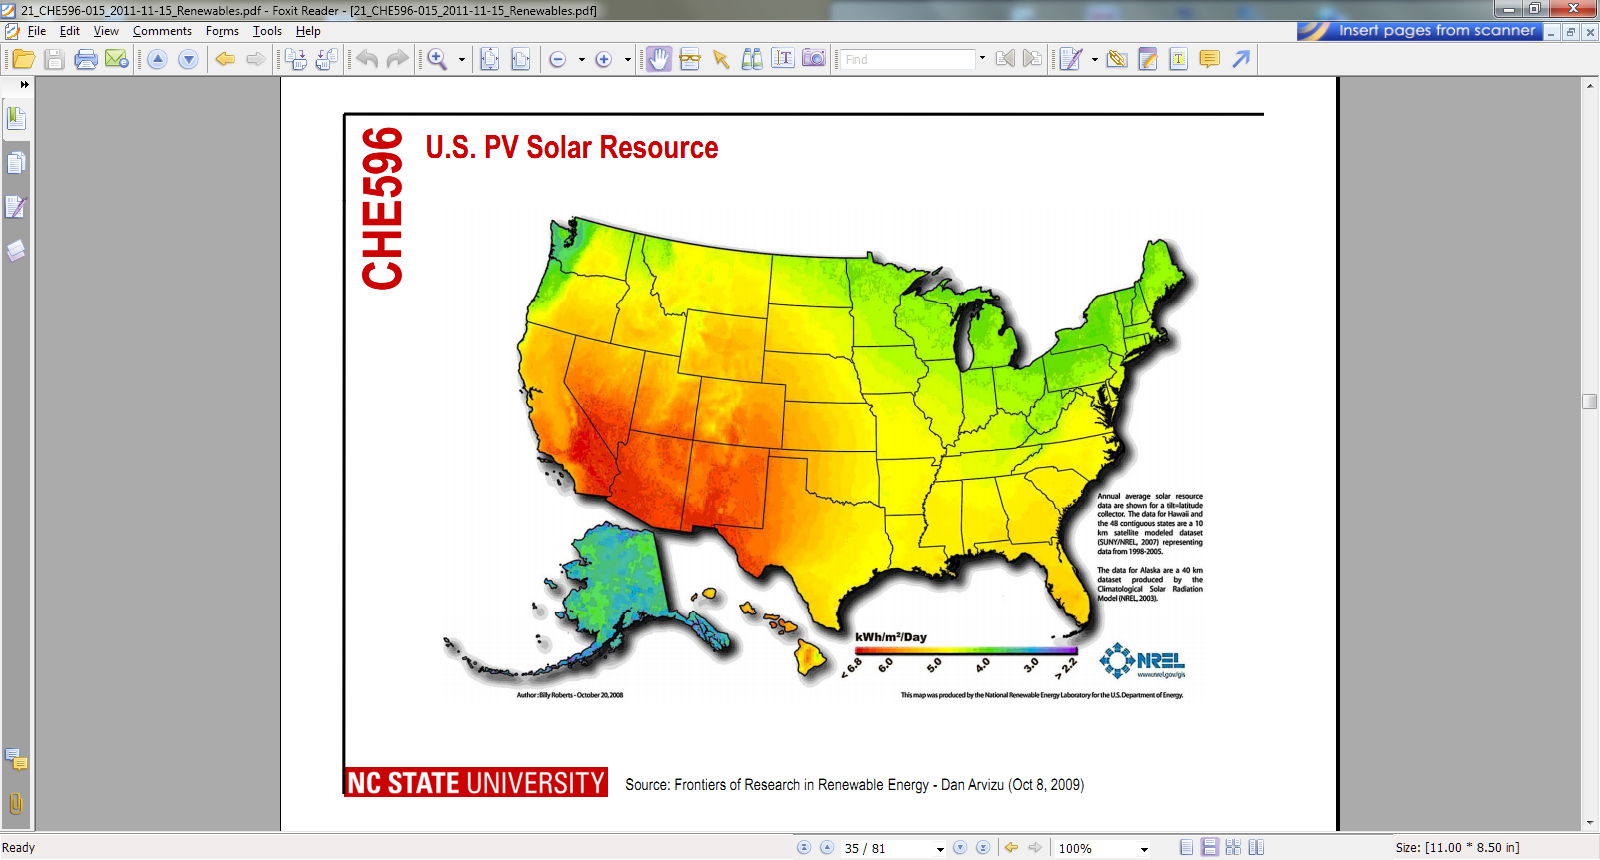 21_CHE596-015_2011-11-15_Renewables.pdf - Foxit Reader - [21_CHE596-015_2011-11-15_Renewables.pdf]
File Edit View Comments Forms Tools Help
Insert pages from scanner
Find
CHE596
U.S. PV Solar Resource
Annual average solar resource
data are shown for a tilt=latitude
collector. The data for Hawaii and
the 48 contiguous states are a 10
km satellite modeled dataset
(SUNY/NREL, 2007) representing
data from 1998-2005.
The data for Alaska are a 40 km
dataset produced by the
Climatological Solar Radiation
Model (NREL, 2003).
kWh/m²/Day
< 6.8 6.0 5.0 4.0 3.0 > 2.2
NREL
www.nrel.gov/gis
Author : Billy Roberts - October 20, 2008
This map was produced by the National Renewable Energy Laboratory for the U.S. Department of Energy.
NC STATE UNIVERSITY
Source: Frontiers of Research in Renewable Energy - Dan Arvizu (Oct 8, 2009)
Ready
35 / 81
100%
Size: [11.00 * 8.50 in]